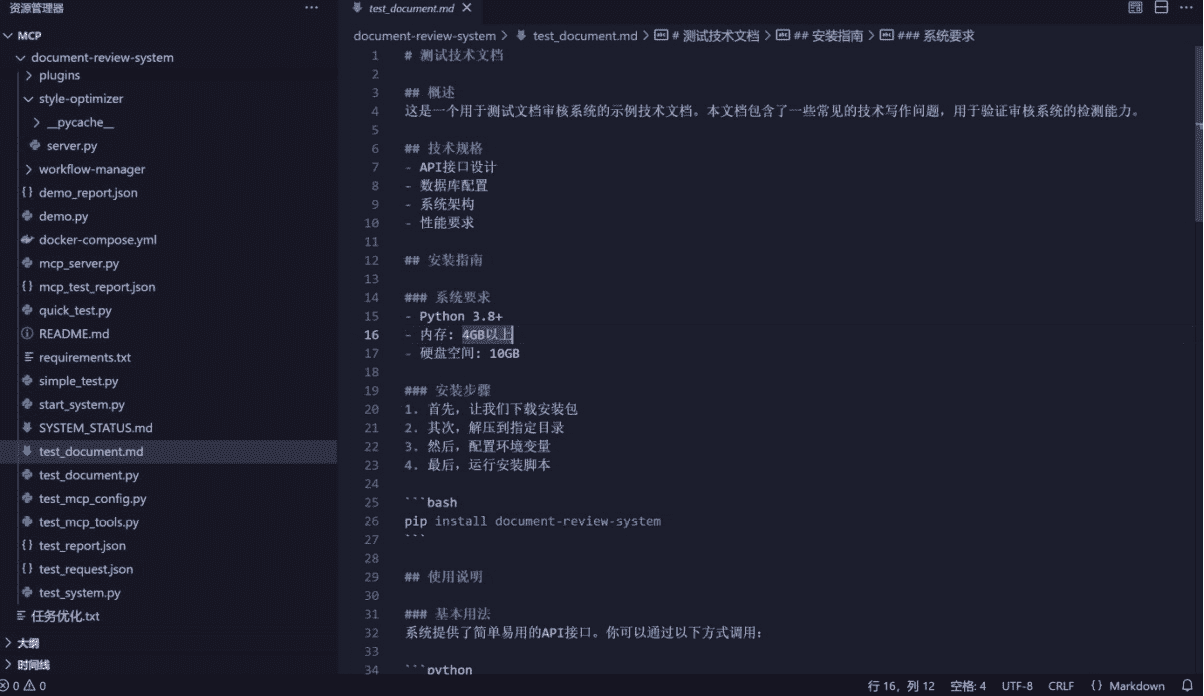 资源管理器
MCP
document-review-system
plugins
style-optimizer
__pycache__
server.py
workflow-manager
demo_report.json
demo.py
docker-compose.yml
mcp_server.py
mcp_test_report.json
quick_test.py
README.md
requirements.txt
simple_test.py
start_system.py
SYSTEM_STATUS.md
test_document.md
test_document.py
test_mcp_config.py
test_mcp_tools.py
test_report.json
test_request.json
test_system.py
任务优化.txt
大纲
时间线
0 0
test_document.md
document-review-system > test_document.md > # 测试技术文档 > ## 安装指南 > ### 系统要求
1 # 测试技术文档
2
3 ## 概述
4 这是一个用于测试文档审核系统的示例技术文档。本文档包含了一些常见的技术写作问题，用于验证审核系统的检测能力。
5
6 ## 技术规格
7 - API接口设计
8 - 数据库配置
9 - 系统架构
10 - 性能要求
11
12 ## 安装指南
13
14 ### 系统要求
15 - Python 3.8+
16 - 内存: 4GB以上
17 - 硬盘空间: 10GB
18
19 ### 安装步骤
20 1. 首先，让我们下载安装包
21 2. 其次，解压到指定目录
22 3. 然后，配置环境变量
23 4. 最后，运行安装脚本
24
25 ```bash
26 pip install document-review-system
27 ```
28
29 ## 使用说明
30
31 ### 基本用法
32 系统提供了简单易用的API接口。你可以通过以下方式调用:
33
34 ```python
行 16，列 12 空格: 4 UTF-8 CRLF {} Markdown